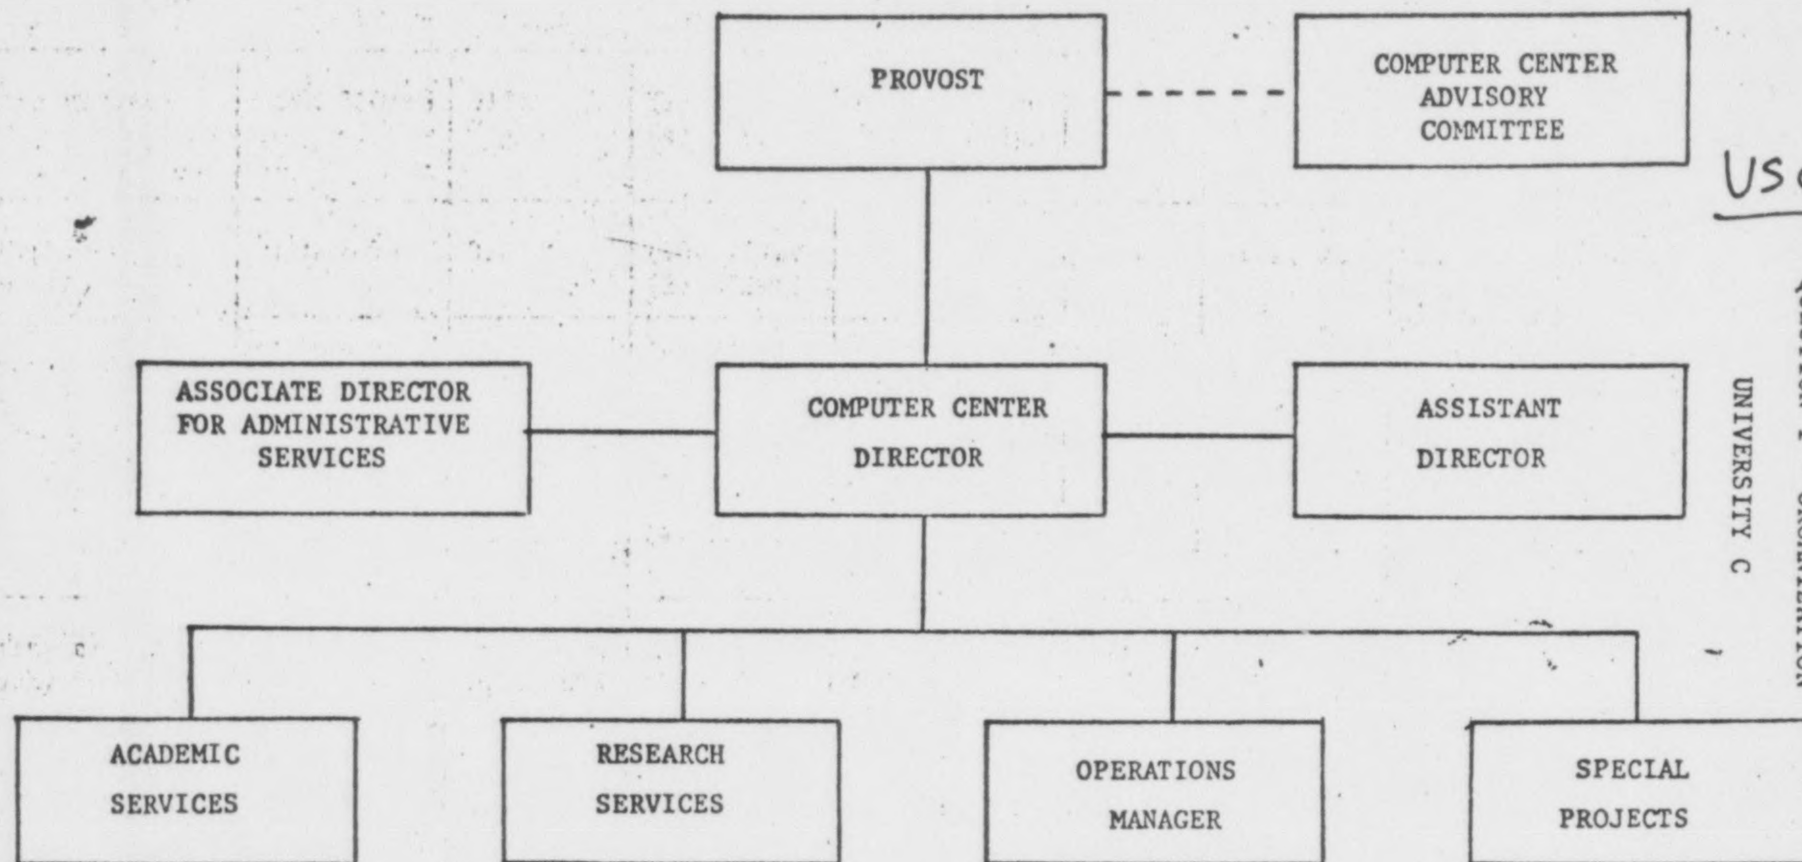 PROVOST
COMPUTER CENTER
ADVISORY
COMMITTEE
ASSOCIATE DIRECTOR
FOR ADMINISTRATIVE
SERVICES
COMPUTER CENTER
DIRECTOR
ASSISTANT
DIRECTOR
UNIVERSITY C
ACADEMIC
SERVICES
RESEARCH
SERVICES
OPERATIONS
MANAGER
SPECIAL
PROJECTS